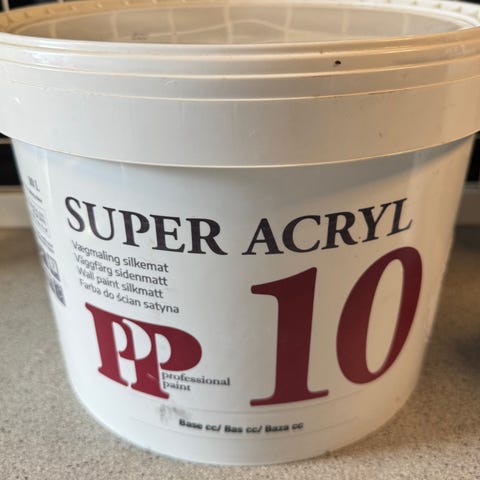 SUPER ACRYL
Vægmaling silkemat
Väggfärg sidenmatt
Wall paint silkmatt
Farba do ścian satyna
10
PP
professional
paint
Base cc/ Bas cc/ Baza cc